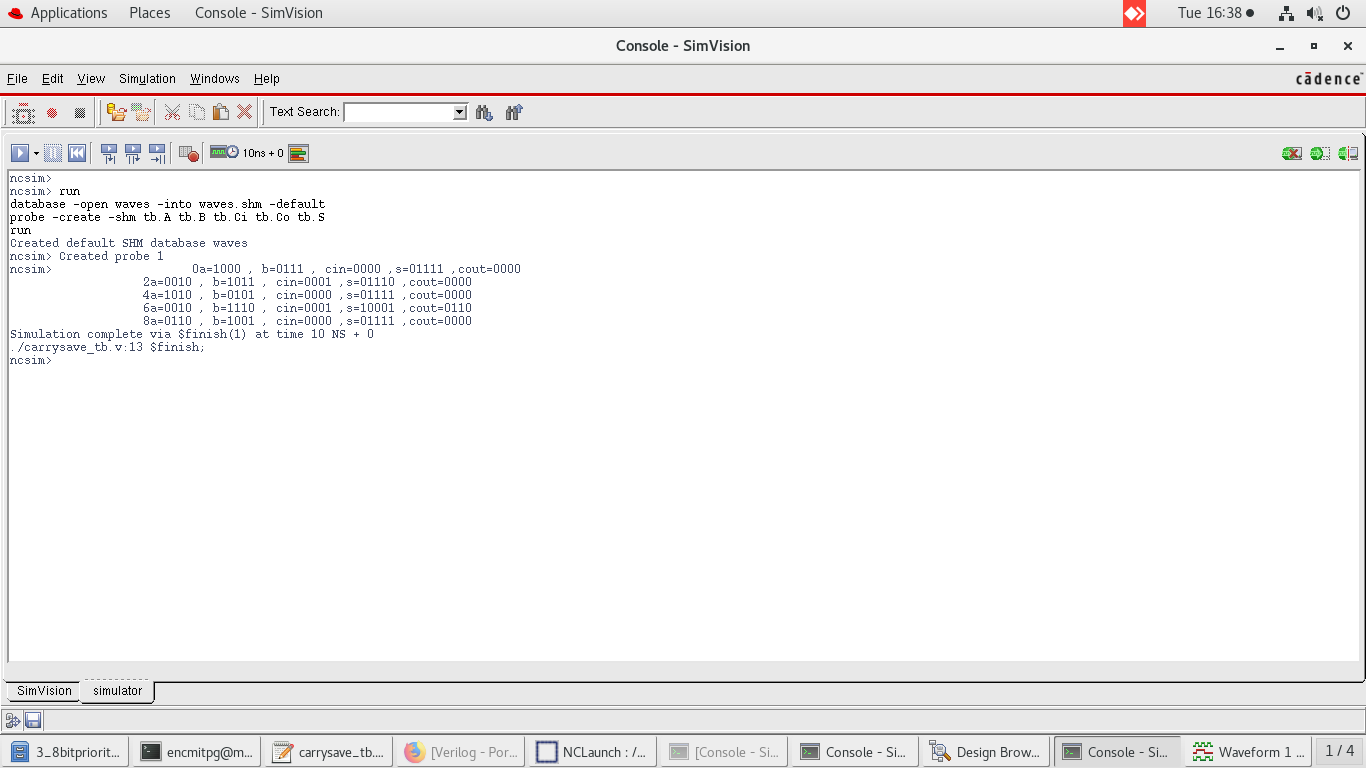 Applications Places Console - SimVision Tue 16:38
Console - SimVision
File Edit View Simulation Windows Help cādence
Text Search:
10ns + 0
ncsim>
ncsim> run
database -open waves -into waves.shm -default
probe -create -shm tb.A tb.B tb.Ci tb.Co tb.S
run
Created default SHM database waves
ncsim> Created probe 1
ncsim> 0a=1000 , b=0111 , cin=0000 ,s=01111 ,cout=0000
2a=0010 , b=1011 , cin=0001 ,s=01110 ,cout=0000
4a=1010 , b=0101 , cin=0000 ,s=01111 ,cout=0000
6a=0010 , b=1110 , cin=0001 ,s=10001 ,cout=0110
8a=0110 , b=1001 , cin=0000 ,s=01111 ,cout=0000
Simulation complete via $finish(1) at time 10 NS + 0
./carrysave_tb.v:13 $finish;
ncsim>
SimVision simulator
3_8bitpriorit... encmitpg@m... carrysave_tb.... [Verilog - Por... NCLaunch : /... [Console - Si... Console - Si... Design Brow... Console - Si... Waveform 1 ... 1 / 4